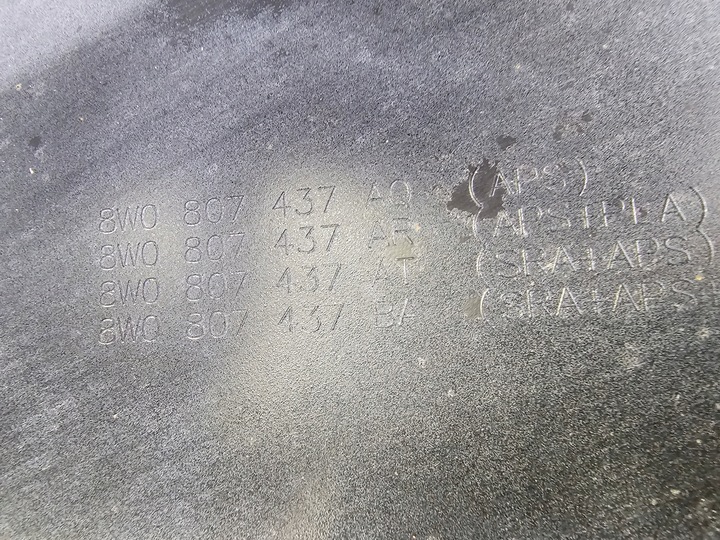 8W0 807 437 AQ (APS)
8W0 807 437 AR (APS+PLA)
8W0 807 437 AT (SRA+APS)
8W0 807 437 BA (SRA+APS